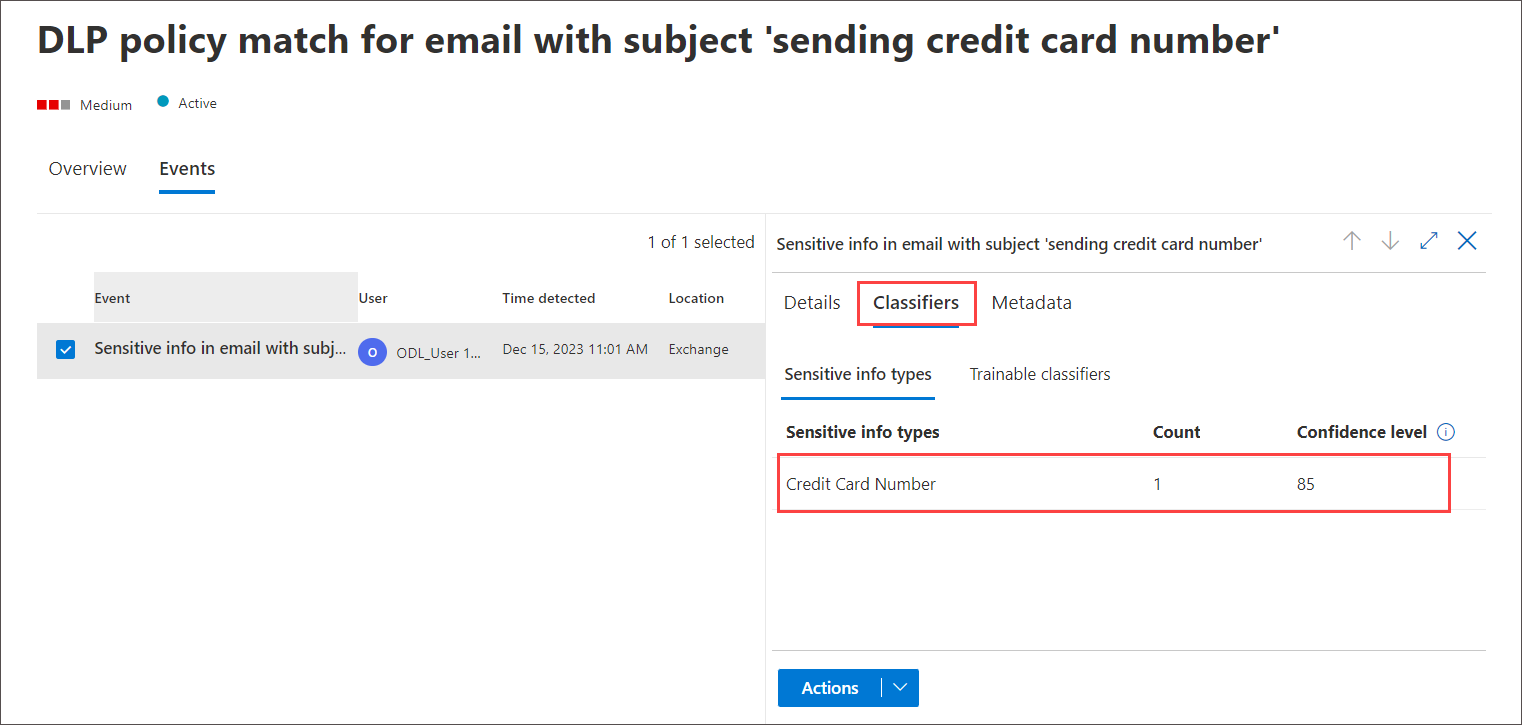 DLP policy match for email with subject 'sending credit card number'
Medium Active
Overview Events
1 of 1 selected
Event User Time detected Location
Sensitive info in email with subj... O ODL_User 1... Dec 15, 2023 11:01 AM Exchange
Sensitive info in email with subject 'sending credit card number'
Details Classifiers Metadata
Sensitive info types Trainable classifiers
Sensitive info types Count Confidence level
Credit Card Number 1 85
Actions